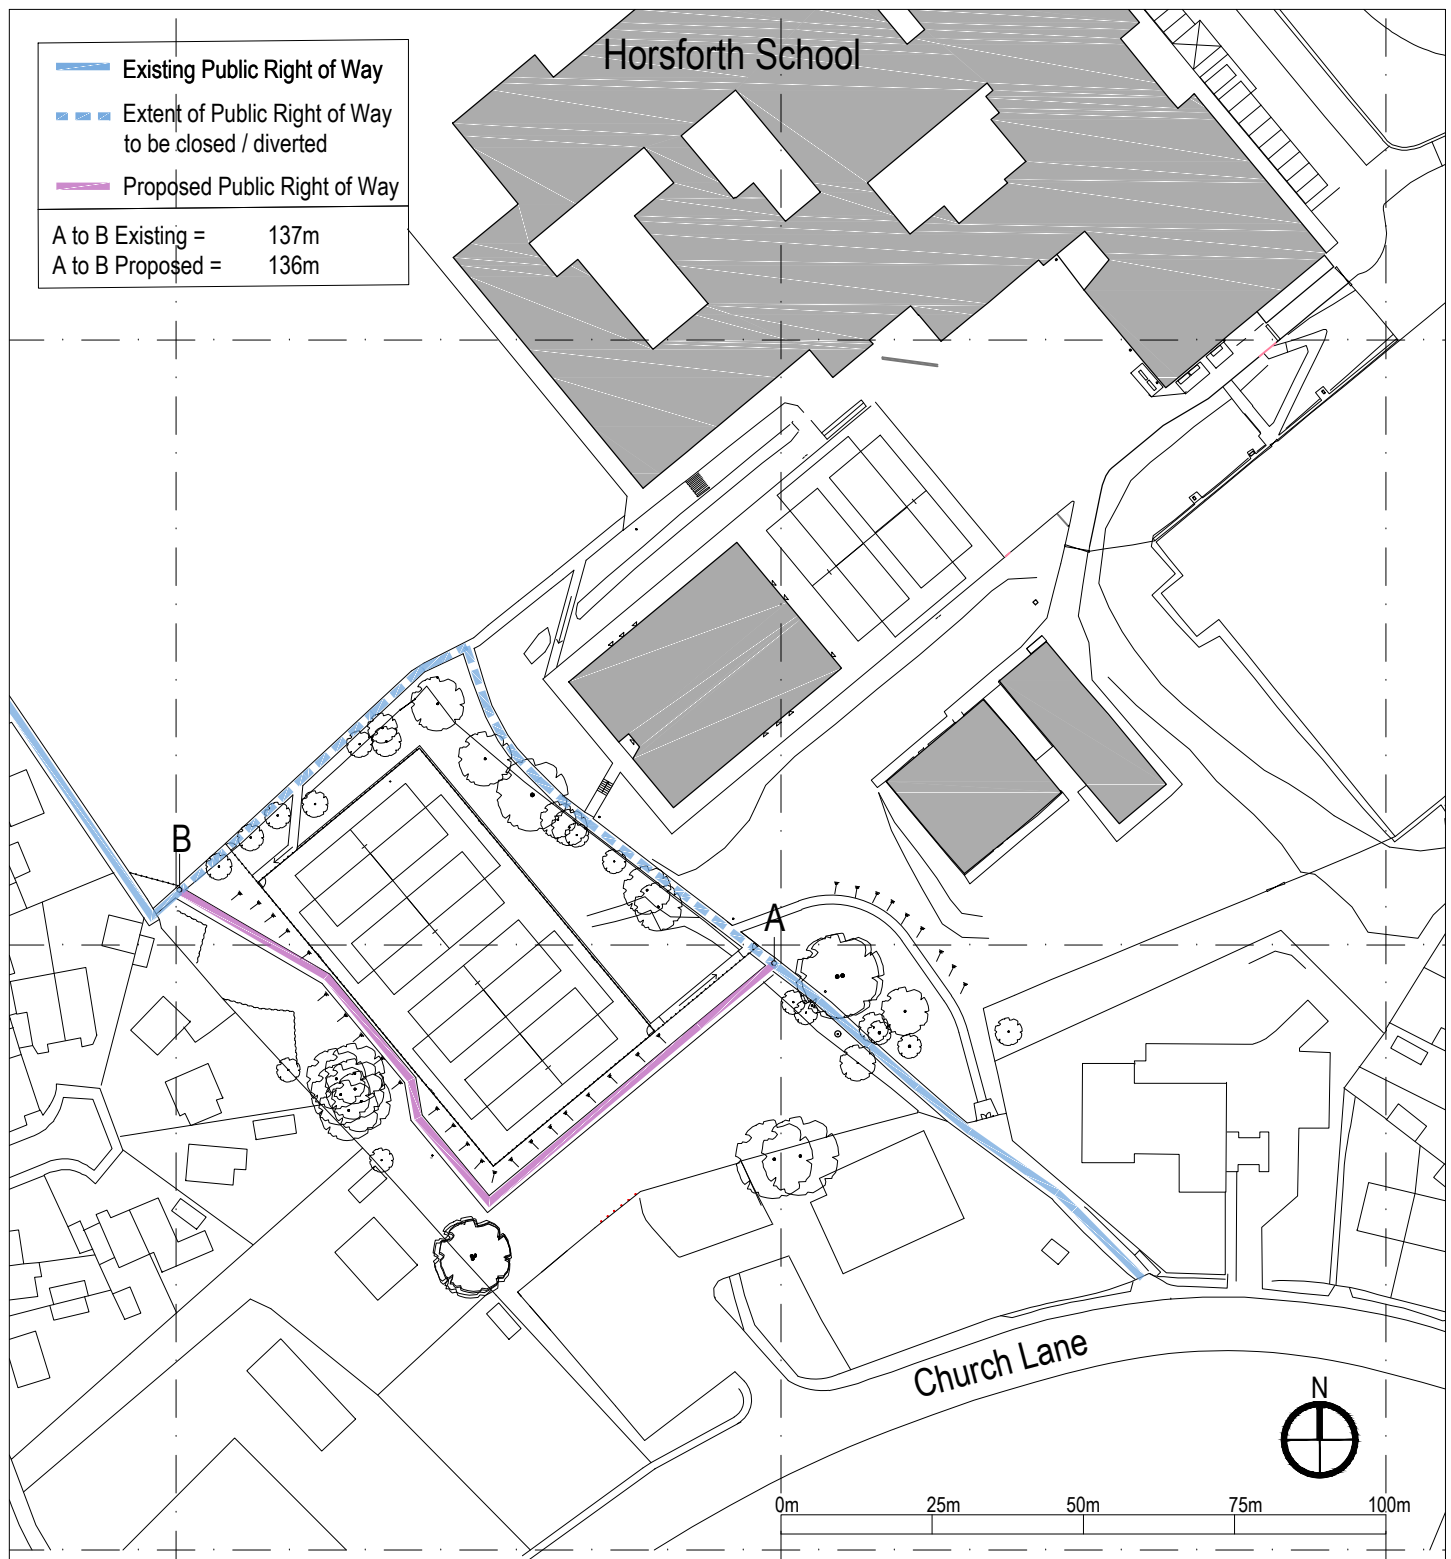 Horsforth School
Existing Public Right of Way
Extent of Public Right of Way
to be closed / diverted
Proposed Public Right of Way
A to B Existing = 137m
A to B Proposed = 136m
B
A
Church Lane
N
0m 25m 50m 75m 100m